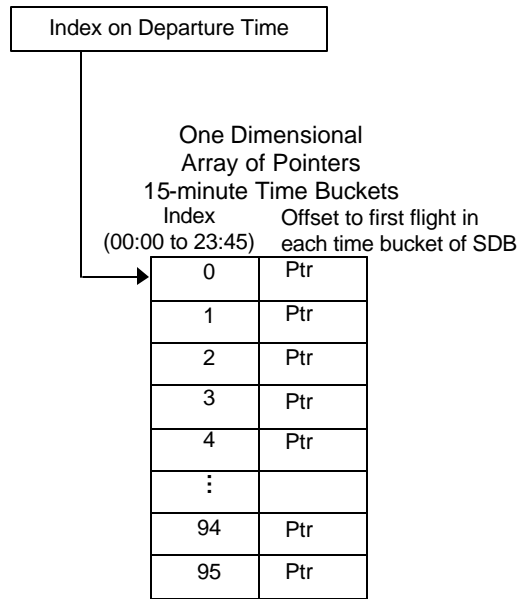 Index on Departure Time
One Dimensional
Array of Pointers
15-minute Time Buckets
Index Offset to first flight in
(00:00 to 23:45) each time bucket of SDB
0 Ptr
1 Ptr
2 Ptr
3 Ptr
4 Ptr
⋮
94 Ptr
95 Ptr